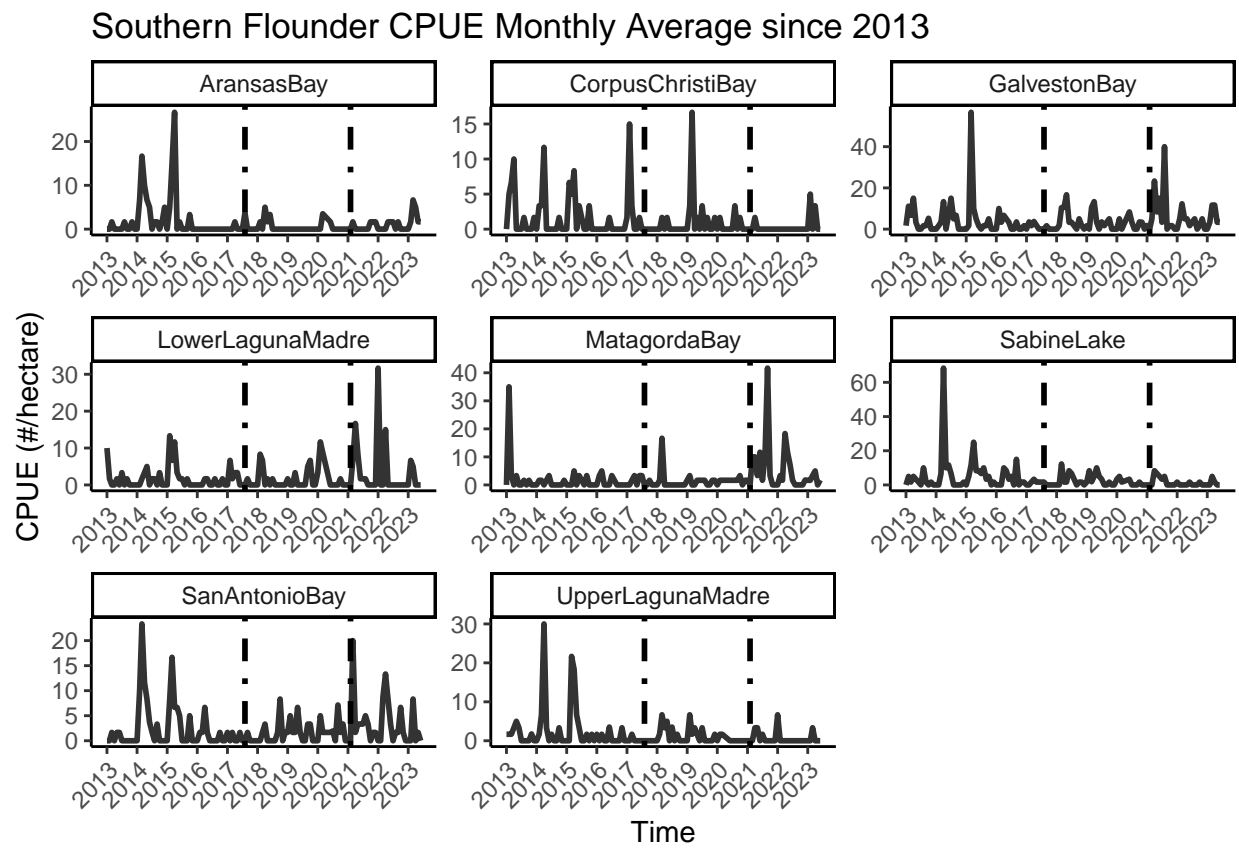 Southern Flounder CPUE Monthly Average since 2013
AransasBay
CorpusChristiBay
GalvestonBay
20
10
0
15
10
5
0
40
20
0
2013 2014 2015 2016 2017 2018 2019 2020 2021 2022 2023
2013 2014 2015 2016 2017 2018 2019 2020 2021 2022 2023
2013 2014 2015 2016 2017 2018 2019 2020 2021 2022 2023
CPUE (#/hectare)
LowerLagunaMadre
MatagordaBay
SabineLake
30
20
10
0
40
30
20
10
0
60
40
20
0
2013 2014 2015 2016 2017 2018 2019 2020 2021 2022 2023
2013 2014 2015 2016 2017 2018 2019 2020 2021 2022 2023
2013 2014 2015 2016 2017 2018 2019 2020 2021 2022 2023
SanAntonioBay
UpperLagunaMadre
20
15
10
5
0
30
20
10
0
2013 2014 2015 2016 2017 2018 2019 2020 2021 2022 2023
2013 2014 2015 2016 2017 2018 2019 2020 2021 2022 2023
Time